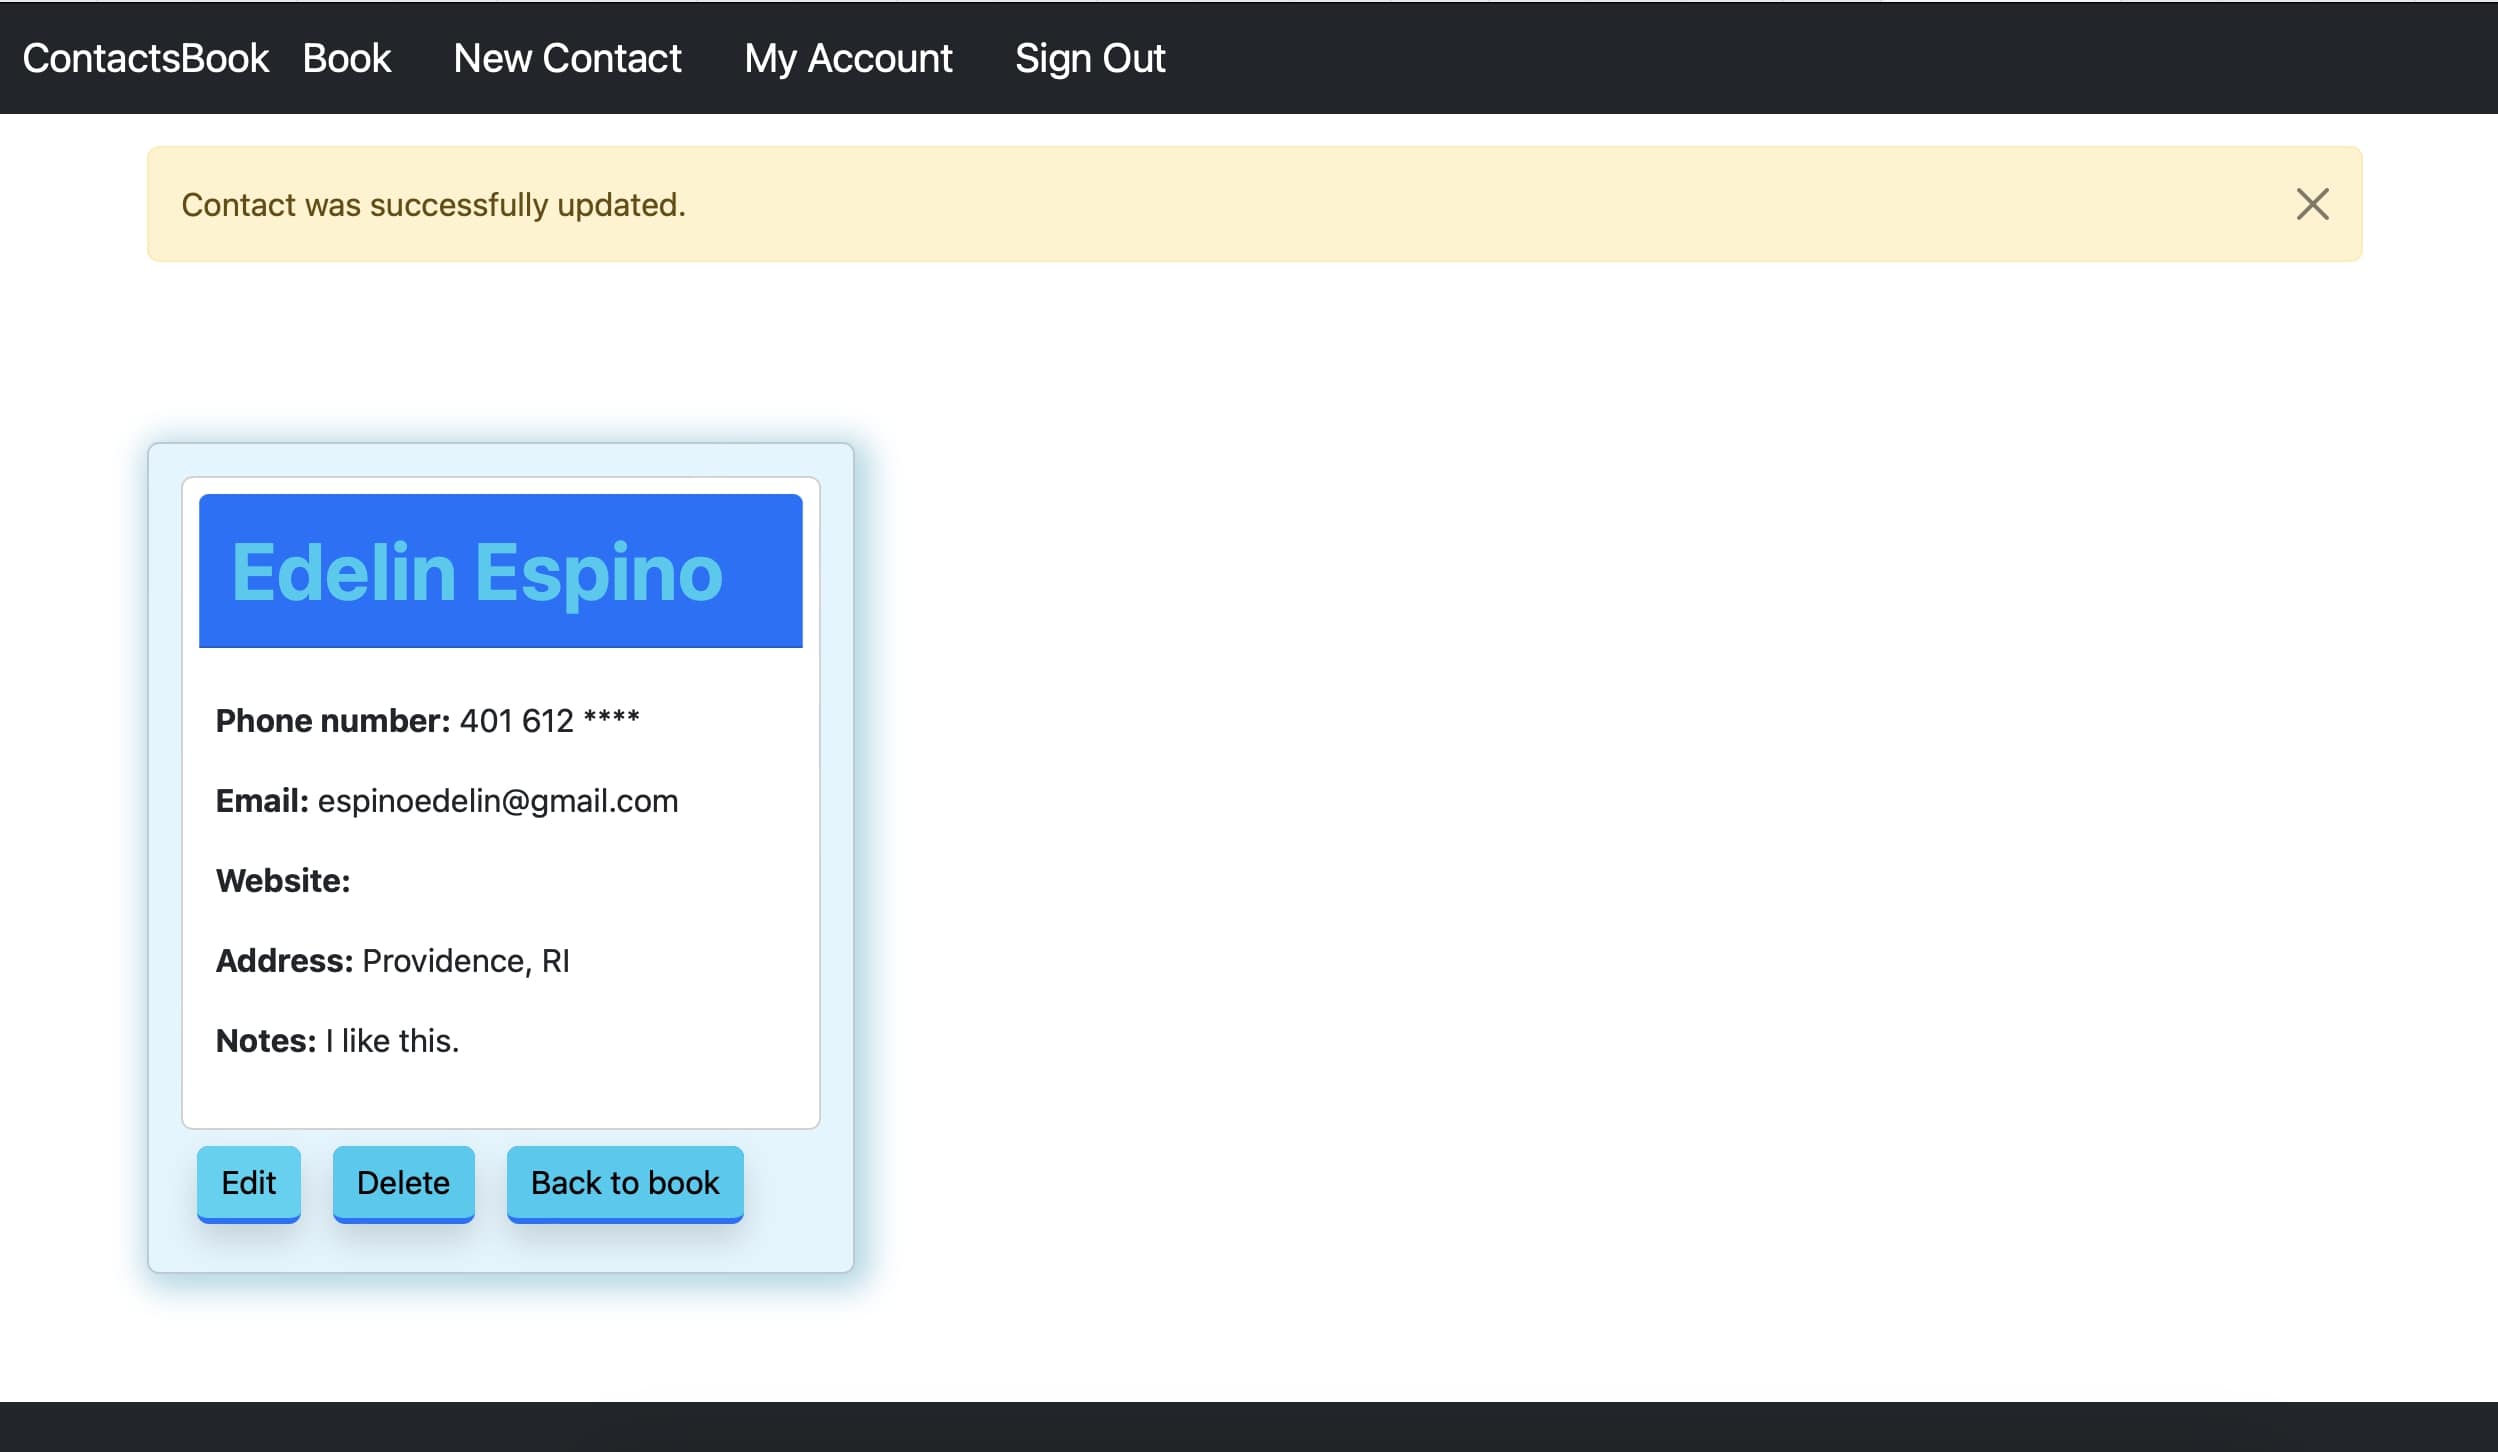 ContactsBook Book New Contact My Account Sign Out
Contact was successfully updated.
Edelin Espino
Phone number: 401 612 ****
Email: espinoedelin@gmail.com
Website:
Address: Providence, RI
Notes: I like this.
Edit Delete Back to book